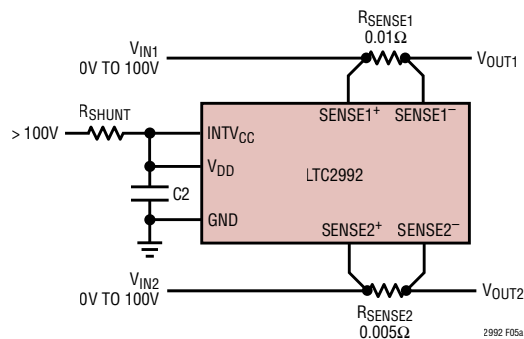 RSENSE1
0.01Ω
VIN1
0V TO 100V
VOUT1
RSHUNT
SENSE1+ SENSE1–
> 100V
INTVCC
VDD
LTC2992
C2
GND
SENSE2+ SENSE2–
VIN2
0V TO 100V
VOUT2
RSENSE2
0.005Ω
2992 F05a